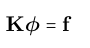 𝐊𝝓 = 𝐟